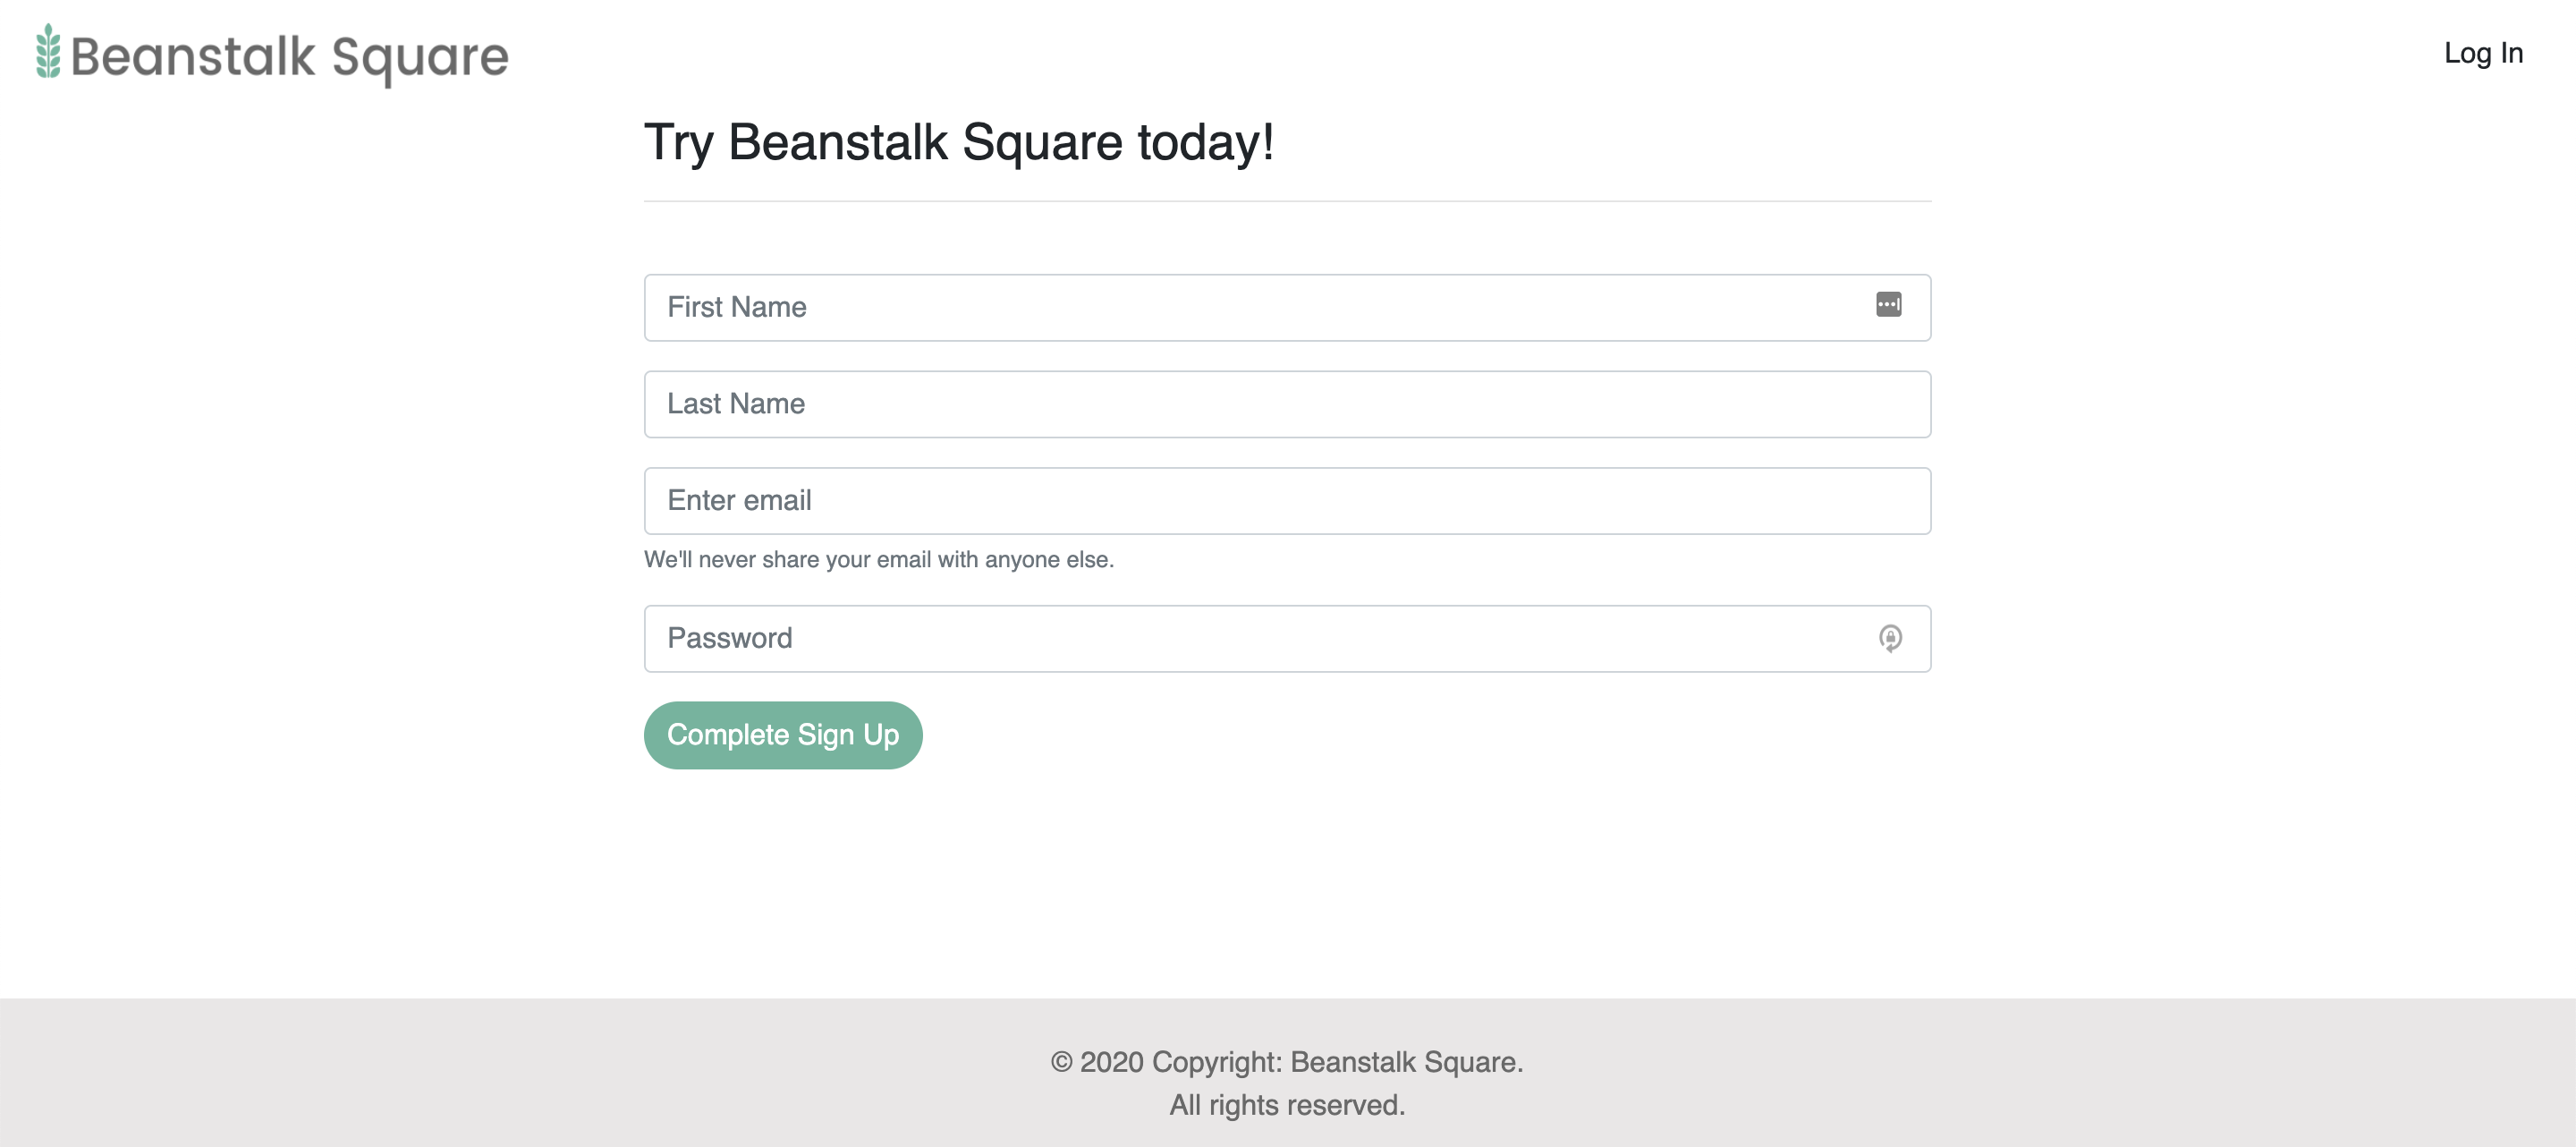 Beanstalk Square
Log In
Try Beanstalk Square today!
First Name
Last Name
Enter email
We'll never share your email with anyone else.
Password
Complete Sign Up
© 2020 Copyright: Beanstalk Square.
All rights reserved.